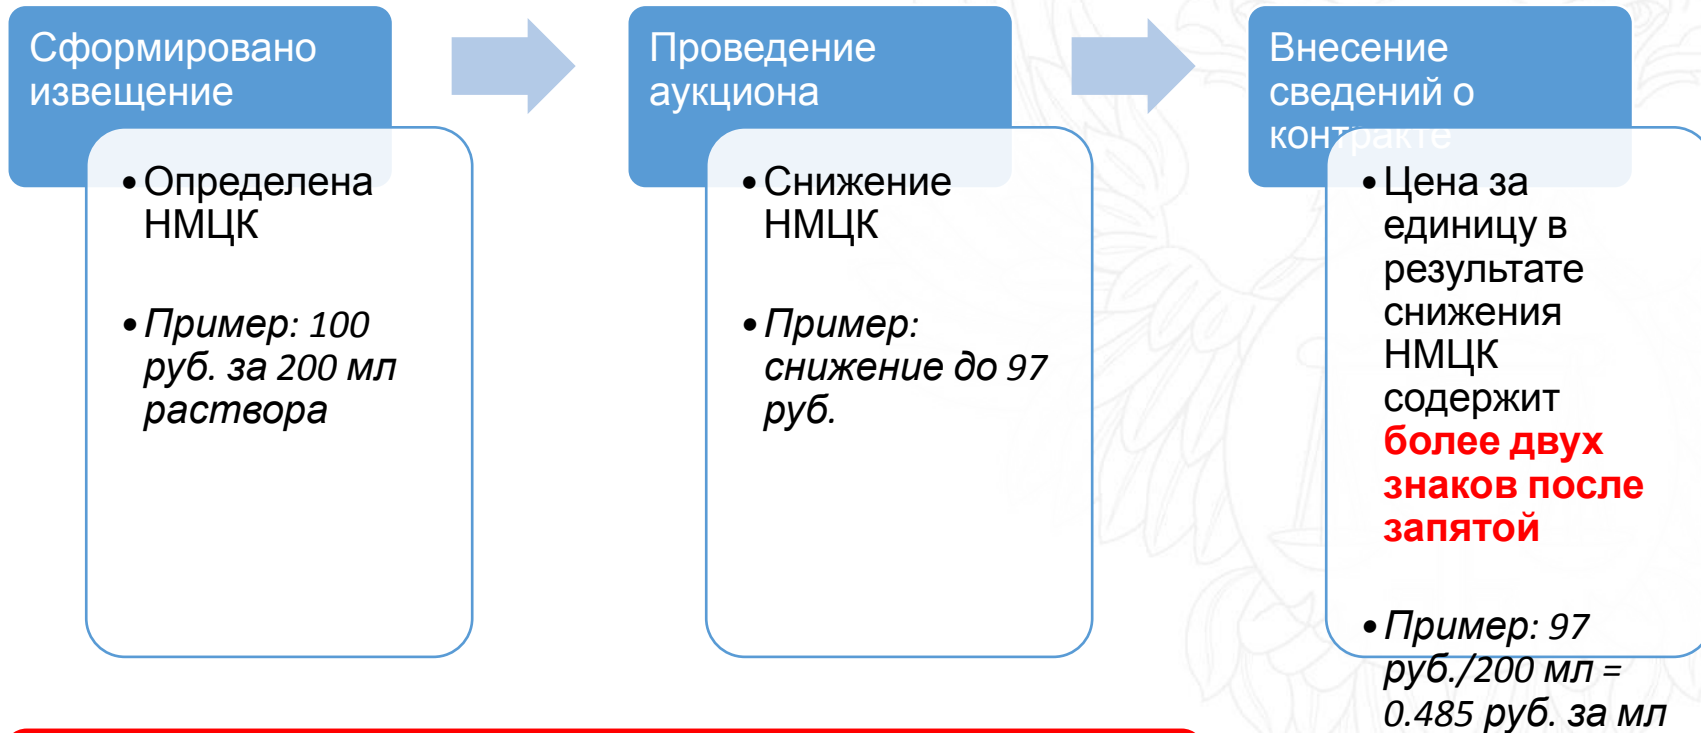 Сформировано
извещение
• Определена
НМЦК
• Пример: 100
руб. за 200 мл
раствора
Проведение
аукциона
• Снижение
НМЦК
• Пример:
снижение до 97
руб.
Внесение
сведений о
контракте
• Цена за
единицу в
результате
снижения
НМЦК
содержит
более двух
знаков после
запятой
• Пример: 97
руб./200 мл =
0.485 руб. за мл